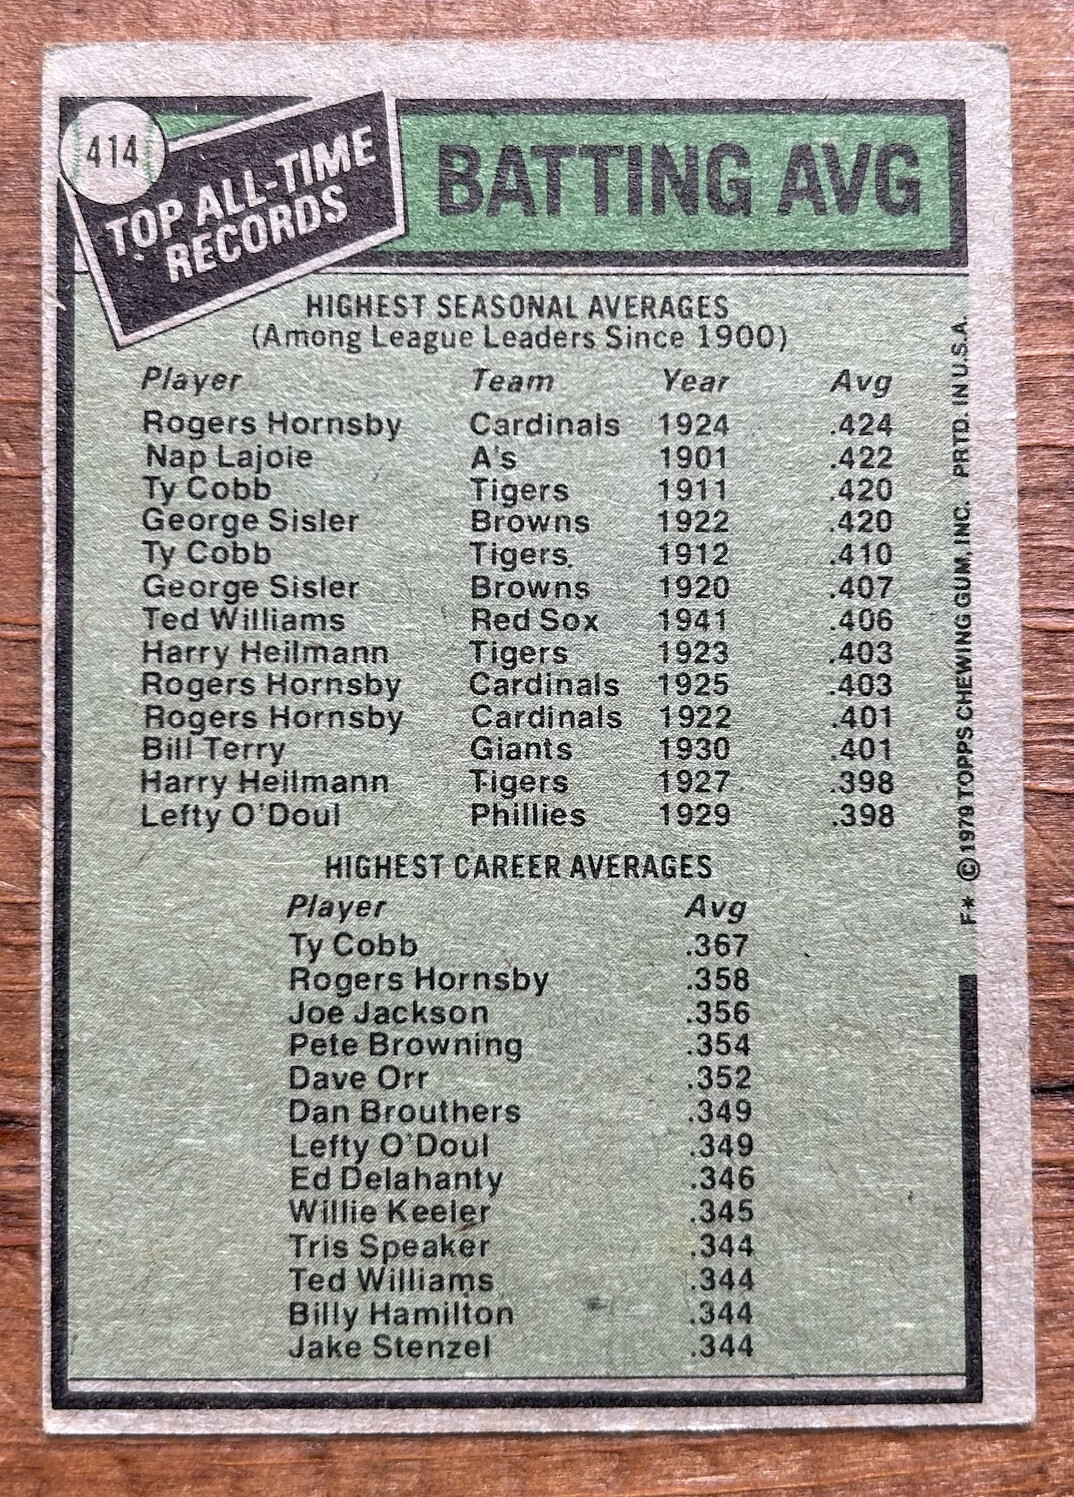 414
TOP ALL-TIME
RECORDS
BATTING AVG
HIGHEST SEASONAL AVERAGES
(Among League Leaders Since 1900)
Player Team Year Avg
Rogers Hornsby Cardinals 1924 .424
Nap Lajoie A's 1901 .422
Ty Cobb Tigers 1911 .420
George Sisler Browns 1922 .420
Ty Cobb Tigers 1912 .410
George Sisler Browns 1920 .407
Ted Williams Red Sox 1941 .406
Harry Heilmann Tigers 1923 .403
Rogers Hornsby Cardinals 1925 .403
Rogers Hornsby Cardinals 1922 .401
Bill Terry Giants 1930 .401
Harry Heilmann Tigers 1927 .398
Lefty O'Doul Phillies 1929 .398
HIGHEST CAREER AVERAGES
Player Avg
Ty Cobb .367
Rogers Hornsby .358
Joe Jackson .356
Pete Browning .354
Dave Orr .352
Dan Brouthers .349
Lefty O'Doul .349
Ed Delahanty .346
Willie Keeler .345
Tris Speaker .344
Ted Williams .344
Billy Hamilton .344
Jake Stenzel .344
F* © 1979 TOPPS CHEWING GUM, INC. PRTD. IN U.S.A.